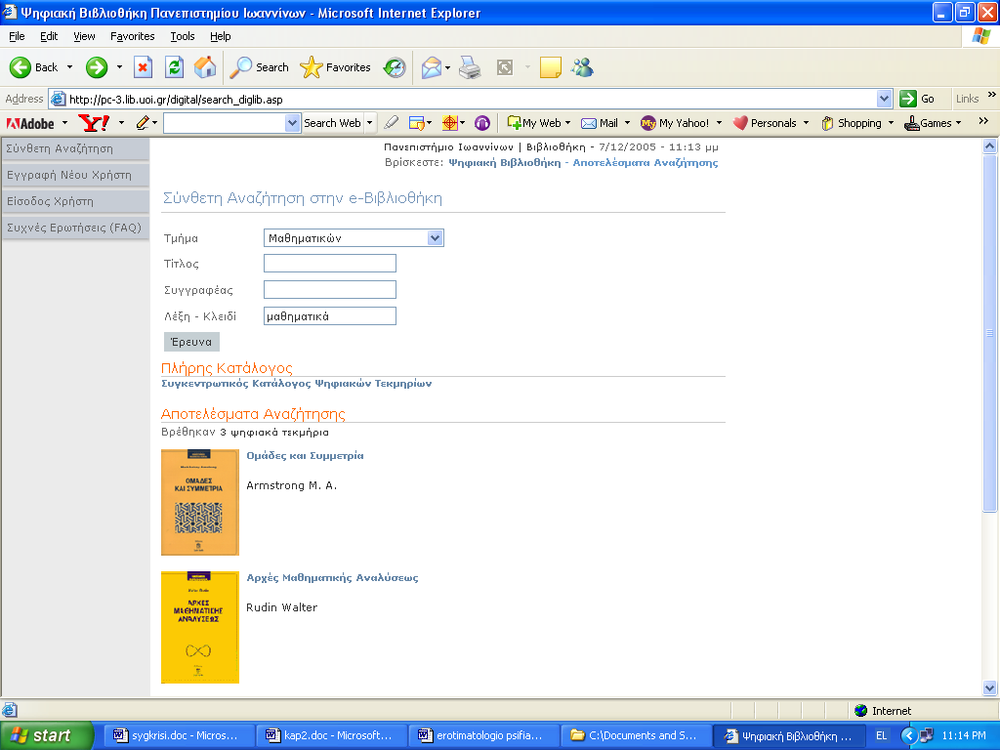 Ψηφιακή Βιβλιοθήκη Πανεπιστημίου Ιωαννίνων - Microsoft Internet Explorer
File Edit View Favorites Tools Help
Back Search Favorites
Address http://pc-3.lib.uoi.gr/digital/search_diglib.asp Go Links »
Adobe Y! Search Web My Web Mail My Yahoo! Personals Shopping Games »
Σύνθετη Αναζήτηση
Εγγραφή Νέου Χρήστη
Είσοδος Χρήστη
Συχνές Ερωτήσεις (FAQ)
Πανεπιστήμιο Ιωαννίνων | Βιβλιοθήκη - 7/12/2005 - 11:13 μμ
Βρίσκεστε: Ψηφιακή Βιβλιοθήκη - Αποτελέσματα Αναζήτησης
Σύνθετη Αναζήτηση στην e-Βιβλιοθήκη
Τμήμα Μαθηματικών
Τίτλος
Συγγραφέας
Λέξη - Κλειδί μαθηματικά
Έρευνα
Πλήρης Κατάλογος
Συγκεντρωτικός Κατάλογος Ψηφιακών Τεκμηρίων
Αποτελέσματα Αναζήτησης
Βρέθηκαν 3 ψηφιακά τεκμήρια
ΟΜΑΔΕΣ
ΚΑΙ ΣΥΜΜΕΤΡΙΑ
Ομάδες και Συμμετρία
Armstrong M. A.
ΑΡΧΕΣ
ΜΑΘΗΜΑΤΙΚΗΣ
ΑΝΑΛΥΣΕΩΣ
Αρχές Μαθηματικής Αναλύσεως
Rudin Walter
Internet
start sygkrisi.doc - Micros... kap2.doc - Microsoft... erotimatologio psifia... C:\Documents and S... Ψηφιακή Βιβλιοθήκη ... EL 11:14 PM